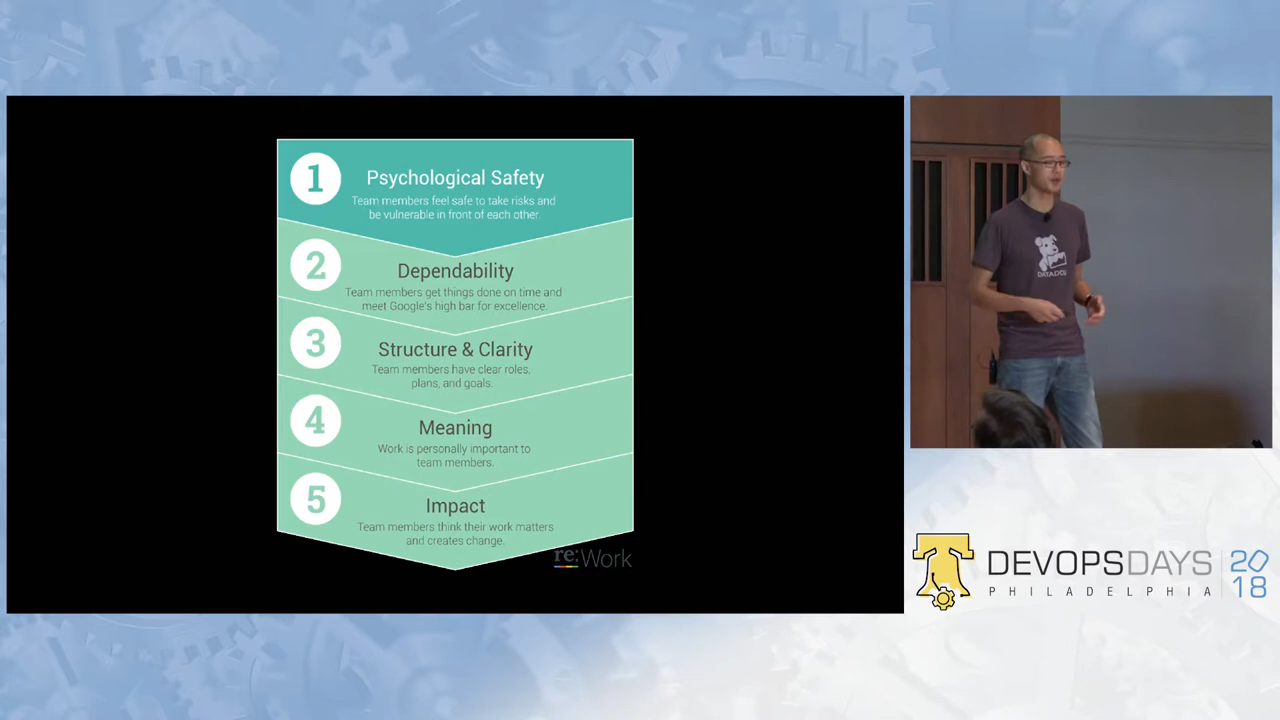 1
Psychological Safety
Team members feel safe to take risks and
be vulnerable in front of each other.
2
Dependability
Team members get things done on time and
meet Google's high bar for excellence.
3
Structure & Clarity
Team members have clear roles,
plans, and goals.
4
Meaning
Work is personally important to
team members.
5
Impact
Team members think their work matters
and creates change.
re:Work
DATADOG
DEVOPSDAYS
PHILADELPHIA
20
18